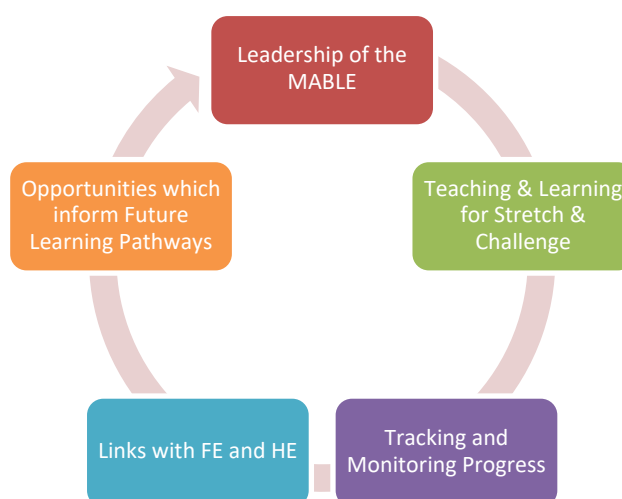 Leadership of the
MABLE
Teaching & Learning
for Stretch &
Challenge
Tracking and
Monitoring Progress
Links with FE and HE
Opportunities which
inform Future
Learning Pathways